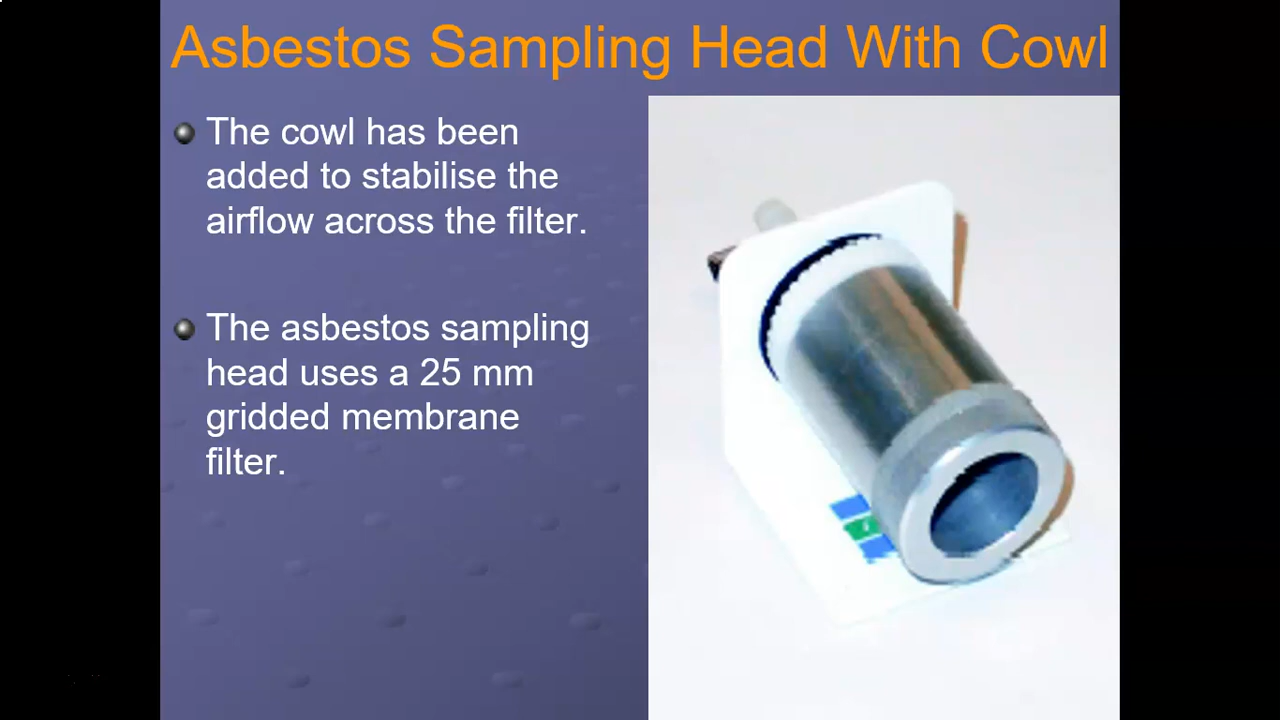 Asbestos Sampling Head With Cowl
The cowl has been
added to stabilise the
airflow across the filter.
The asbestos sampling
head uses a 25 mm
gridded membrane
filter.